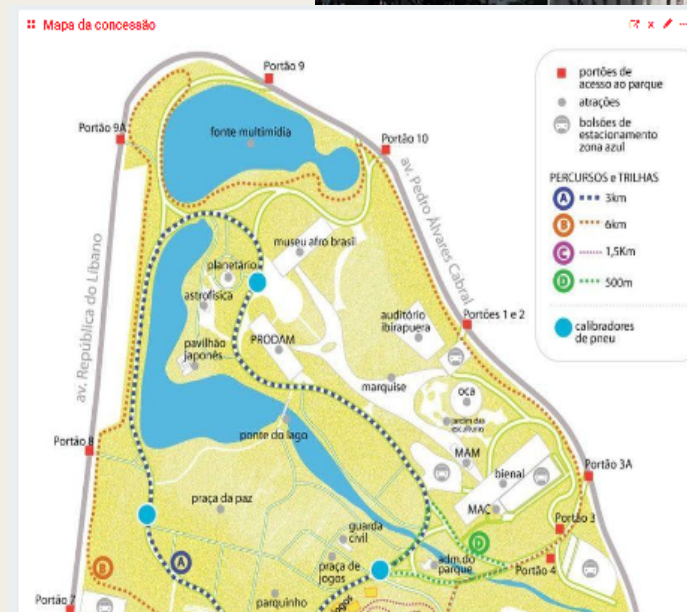 Mapa da concessão
Portão 9
Portão 9A
fonte multimídia
Portão 10
av. Pedro Álvares Cabral
museu afro brasil
planetário
astrofísica
av. República do Líbano
pavilhão
japonês
PRODAM
auditório
ibirapuera
Portões 1 e 2
marquise
oca
jardim das
ponte do lago
MAM
Portão 8
bienal
Portão 3A
praça da paz
MAC
Portão 3
guarda
civil
D
adm.do
parque
Portão 4
B
A
praça de
jogos
Portão 7
parquinho
jogos
portões de
acesso ao parque
atrações
bolsões de
estacionamento
zona azul
PERCURSOS e TRILHAS
A 3km
B 6km
C 1,5Km
D 500m
calibradores
de pneu